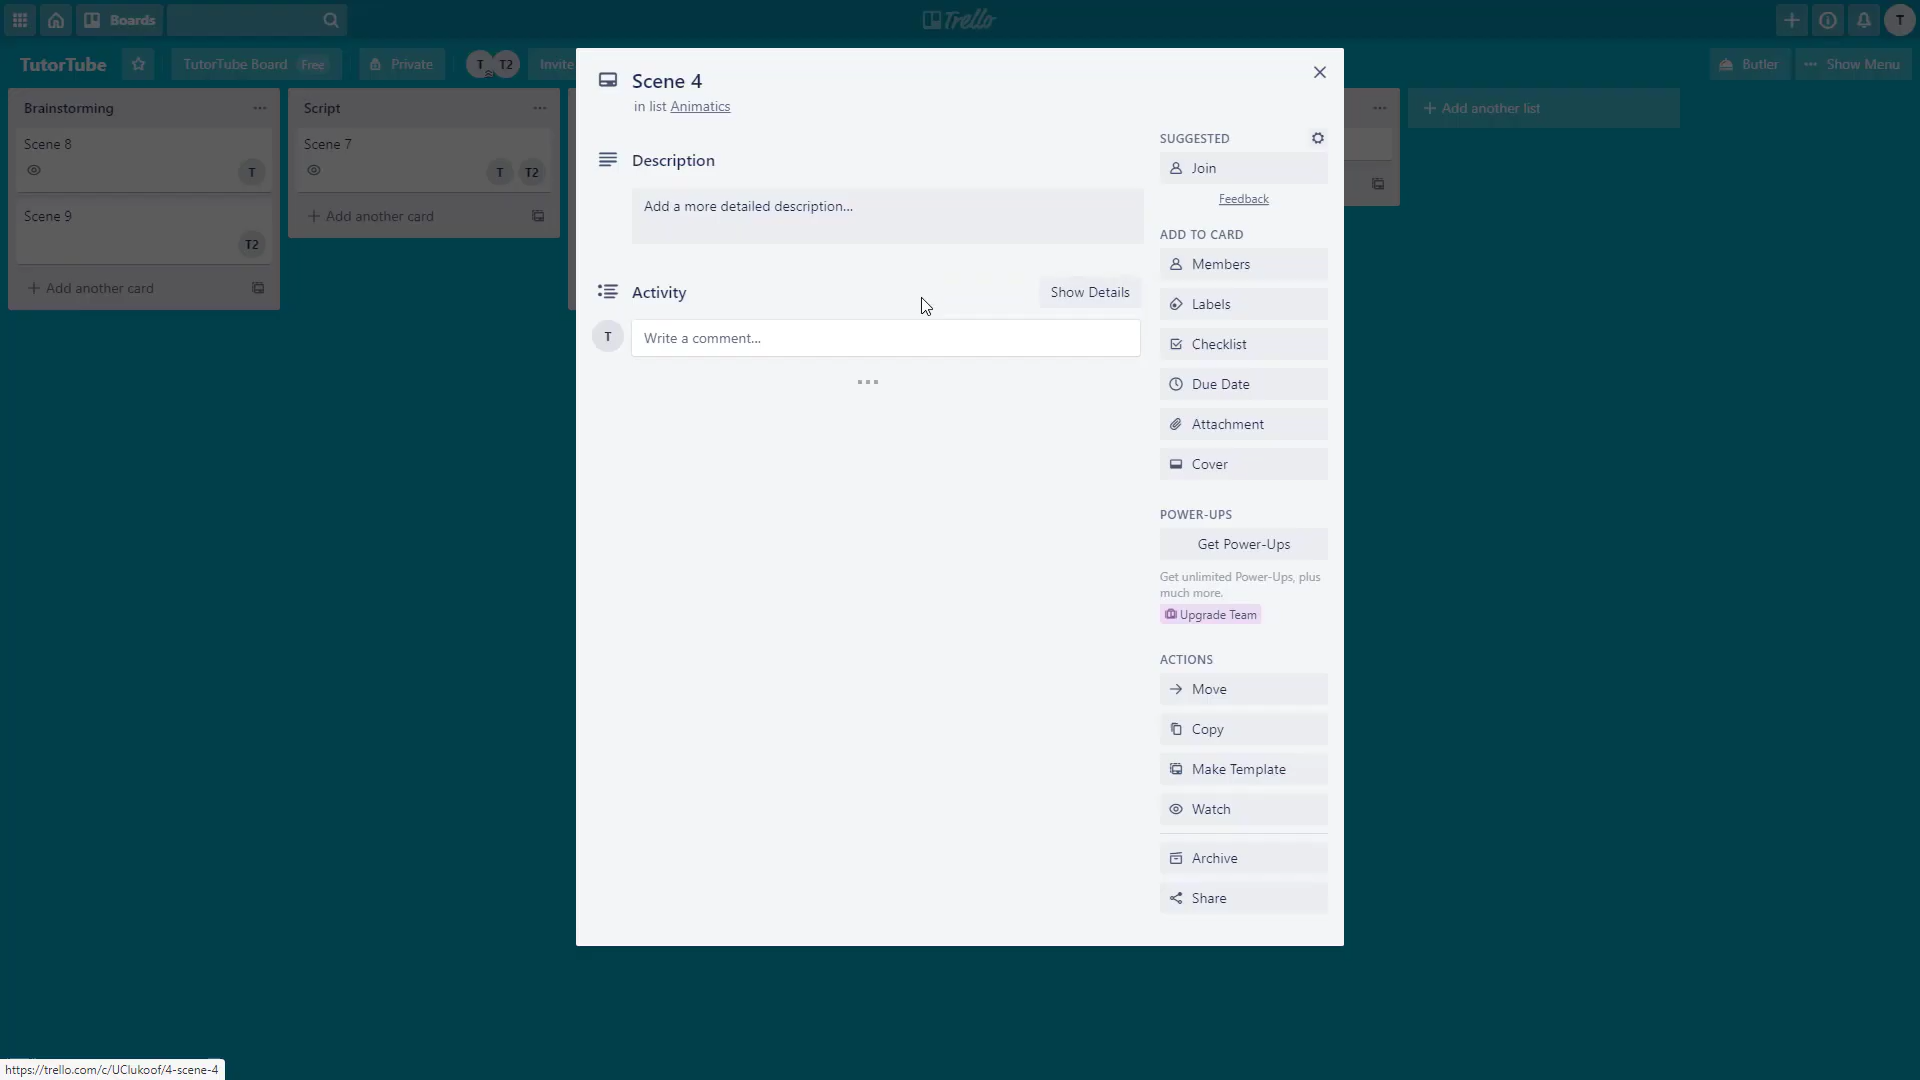 Boards
Trello
T
TutorTube
TutorTube Board Free
Private
T T2
Invite
Butler
Show Menu
Brainstorming
Scene 8
T
Scene 9
T2
Add another card
Script
Scene 7
T T2
Add another card
Add another list
Scene 4
in list Animatics
Description
Add a more detailed description...
Activity
Show Details
T
Write a comment...
SUGGESTED
Join
Feedback
ADD TO CARD
Members
Labels
Checklist
Due Date
Attachment
Cover
POWER-UPS
Get Power-Ups
Get unlimited Power-Ups, plus
much more.
Upgrade Team
ACTIONS
Move
Copy
Make Template
Watch
Archive
Share
https://trello.com/c/UClukoof/4-scene-4